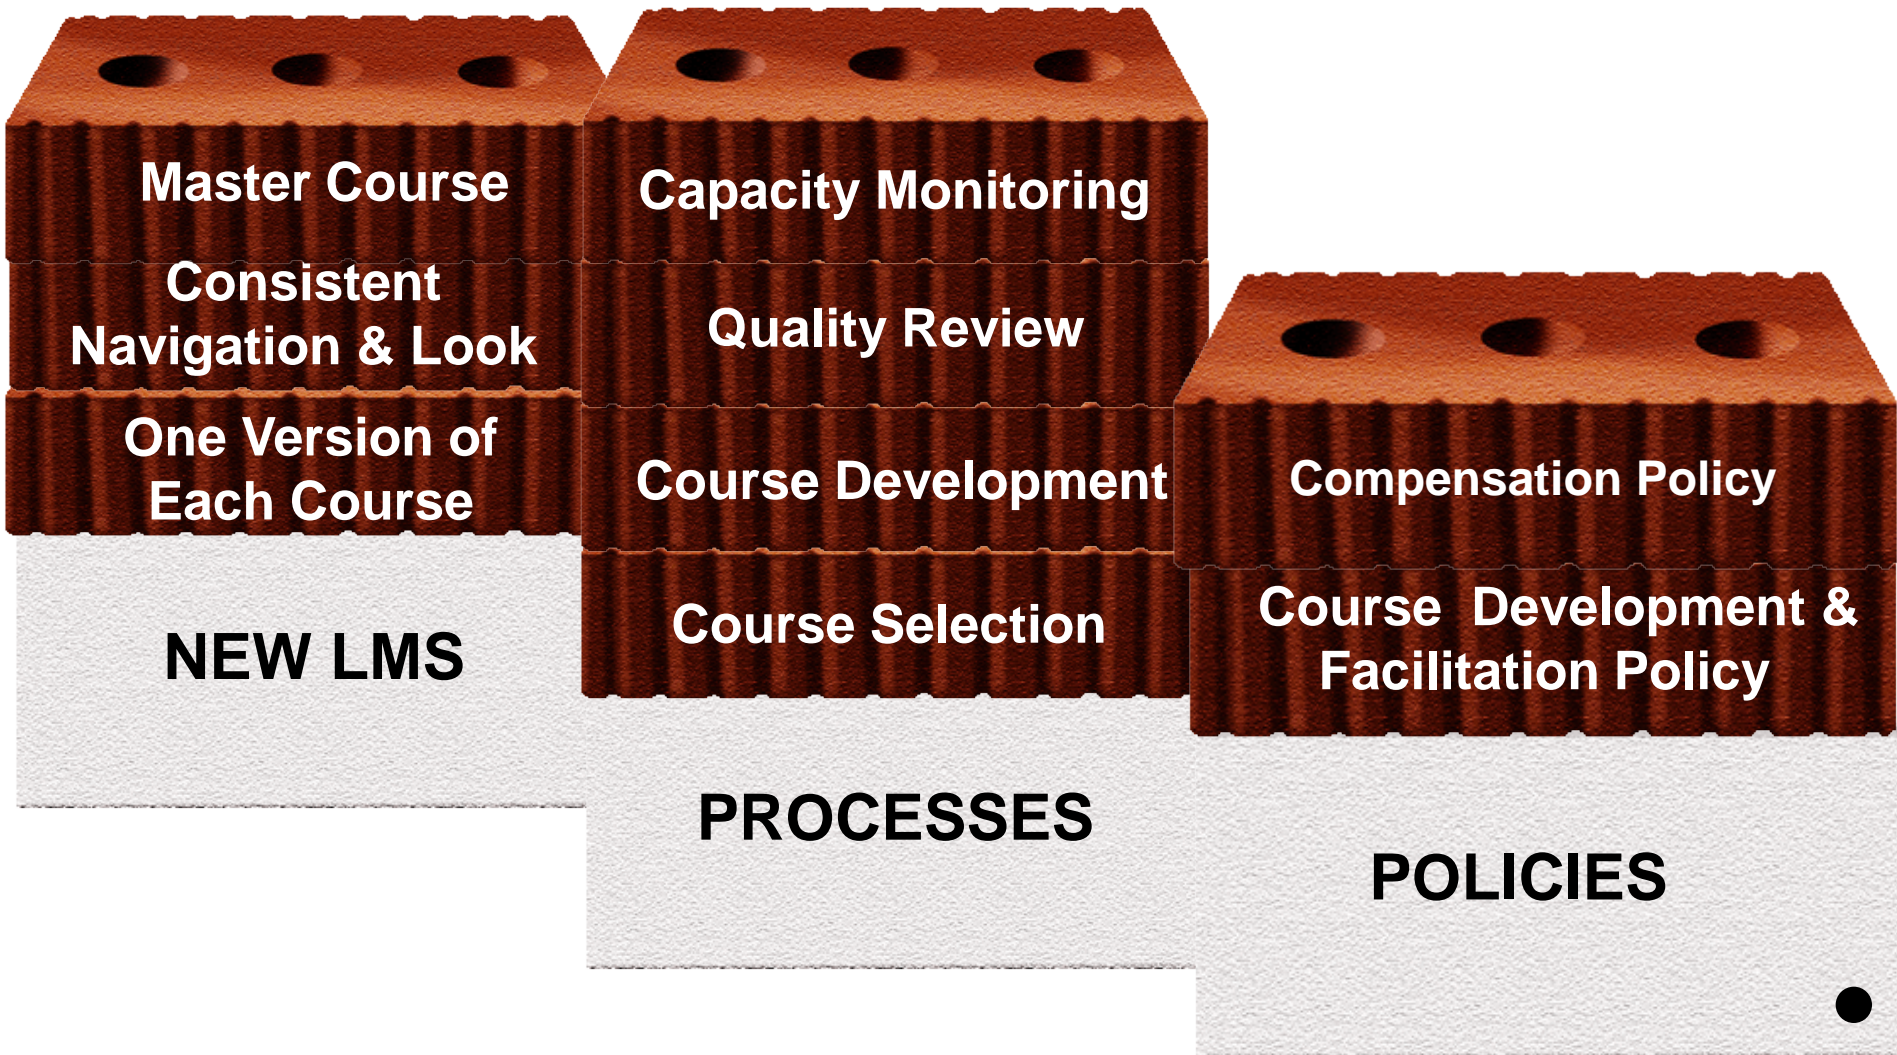 Master Course
Consistent
Navigation & Look
One Version of
Each Course
NEW LMS
Capacity Monitoring
Quality Review
Course Development
Course Selection
PROCESSES
Compensation Policy
Course Development &
Facilitation Policy
POLICIES